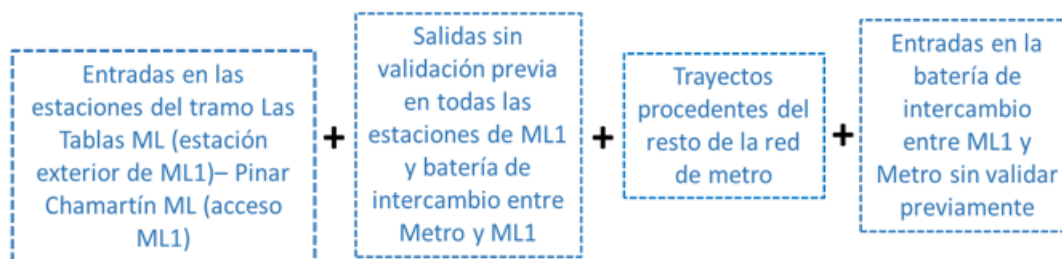 Entradas en las
estaciones del tramo Las
Tablas ML (estación
exterior de ML1)– Pinar
Chamartín ML (acceso
ML1)
+
Salidas sin
validación previa
en todas las
estaciones de ML1
y batería de
intercambio entre
Metro y ML1
+
Trayectos
procedentes del
resto de la red
de metro
+
Entradas en la
batería de
intercambio
entre ML1 y
Metro sin validar
previamente